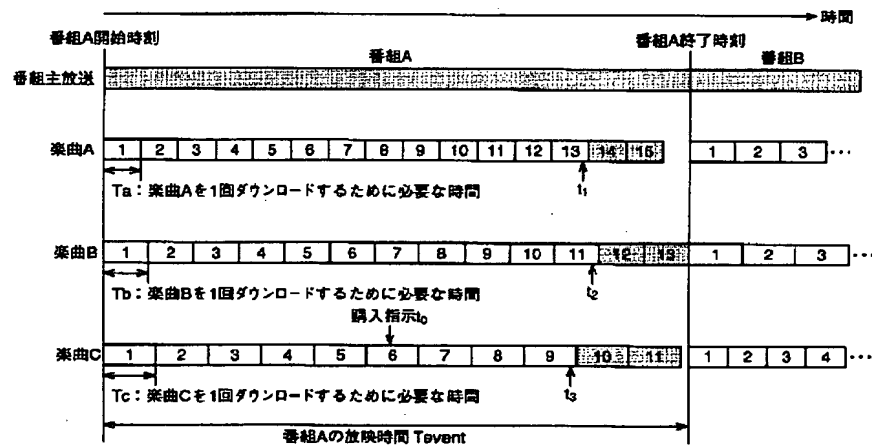 時間
番組A開始時刻
番組A終了時刻
番組A
番組B
番組主放送
楽曲A
1 2 3 4 5 6 7 8 9 10 11 12 13 14 15
1 2 3 ・・・
Ta：楽曲Aを1回ダウンロードするために必要な時間
t₁
楽曲B
1 2 3 4 5 6 7 8 9 10 11 12 13
1 2 3 ・・・
Tb：楽曲Bを1回ダウンロードするために必要な時間
t₂
購入指示t₀
楽曲C
1 2 3 4 5 6 7 8 9 10 11
1 2 3 4 ・・・
Tc：楽曲Cを1回ダウンロードするために必要な時間
t₃
番組Aの放映時間 Tevent